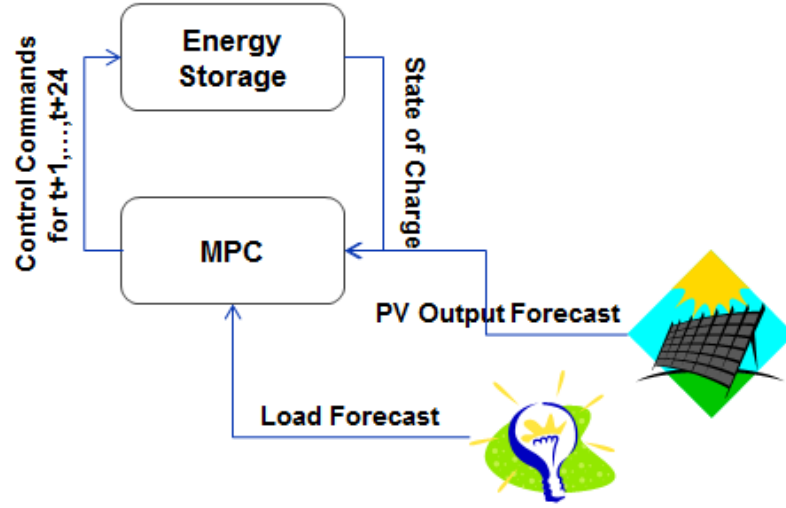 Energy
Storage
Control Commands
for t+1,...,t+24
State of Charge
MPC
PV Output Forecast
Load Forecast